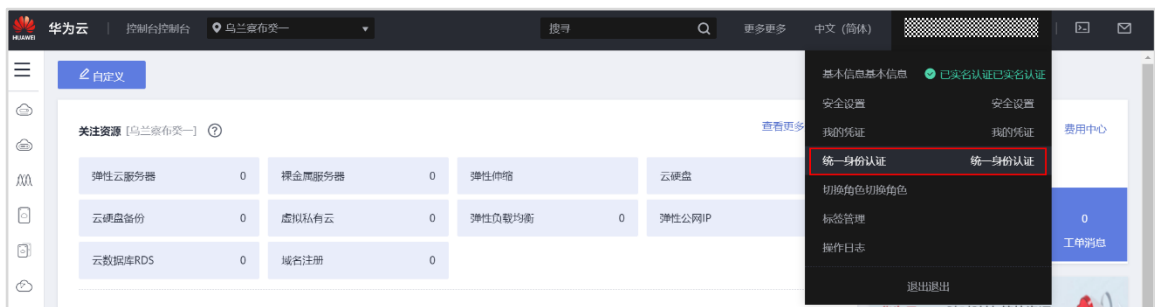 HUAWEI 华为云 控制台控制台 乌兰察布癸一 搜寻 更多更多 中文 (简体)
自定义
基本信息基本信息 已实名认证已实名认证
安全设置 安全设置
关注资源 [乌兰察布癸一] ? 查看更多 我的凭证 我的凭证 费用中心
统一身份认证 统一身份认证
弹性云服务器 0 裸金属服务器 0 弹性伸缩 云硬盘
切换角色切换角色
云硬盘备份 0 虚拟私有云 0 弹性负载均衡 0 弹性公网IP 标签管理 0
操作日志 工单消息
云数据库RDS 0 域名注册 0
退出退出